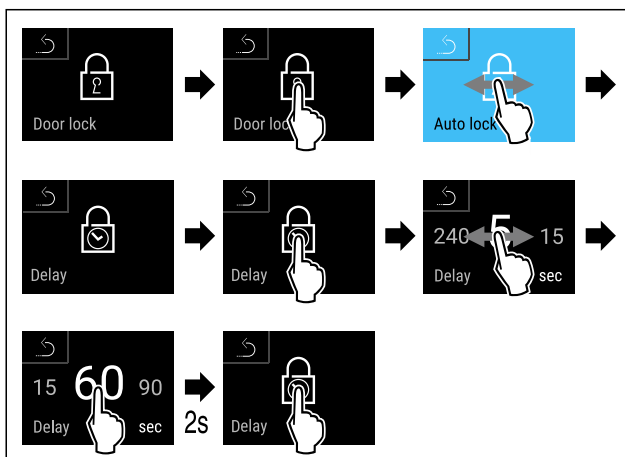 Door lock
Door loc
Auto lock
Delay
Delay
240 5 15
Delay sec
15 60 90
Delay sec
2s
Delay